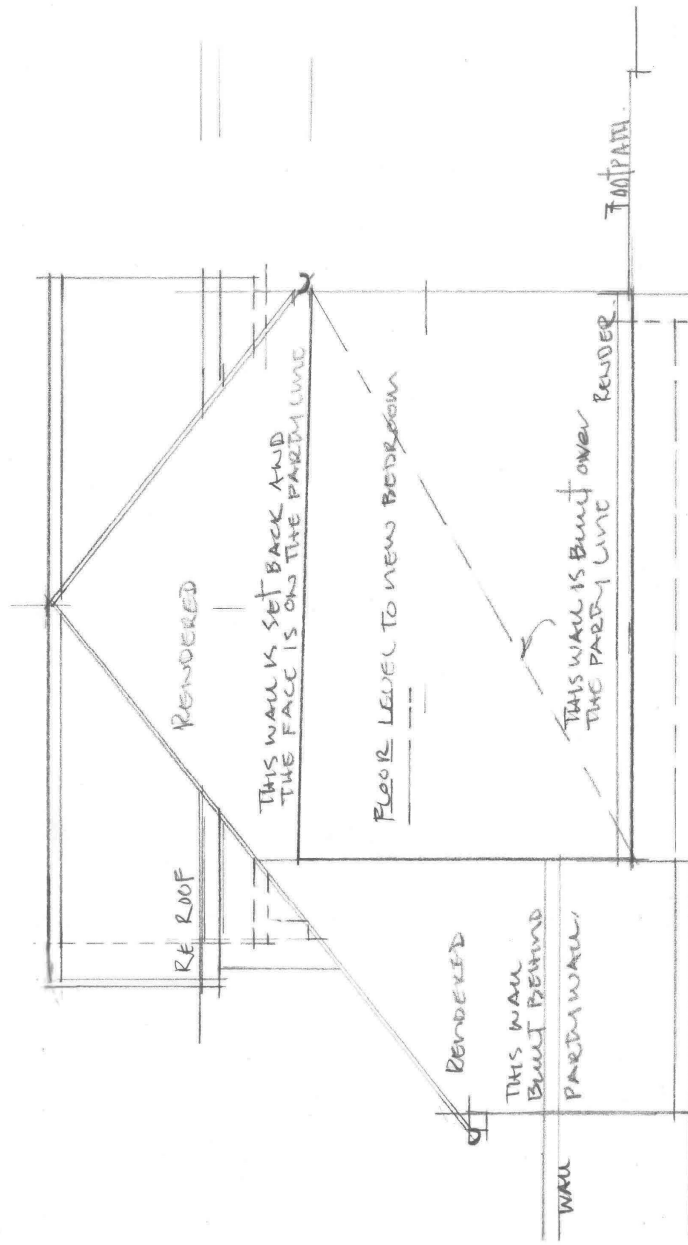 RE ROOF
RENDERED
THIS WALL IS SET BACK AND
THE FACE IS ON THE PARTY LINE
FLOOR LEVEL TO NEW BEDROOM
RENDERED
THIS WALL
BUILT BEHIND
PARTY WALL.
WALL
THIS WALL IS BUILT OVER
THE PARTY LINE
RENDER.
FOOTPATH.